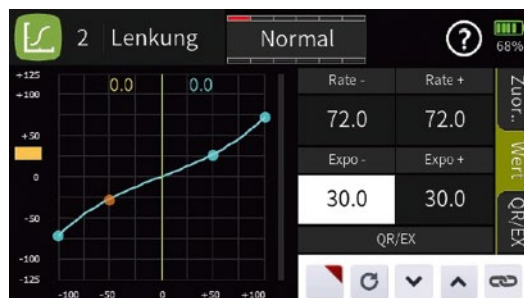 2 Lenkung Normal ? 68%
+125
+100
+50
0
-50
-100
-125
0.0 0.0
-100 -50 0 +50 +100
Rate - Rate +
72.0 72.0
Expo - Expo +
30.0 30.0
QR/EX
Zuor..
Wert
QR/EX